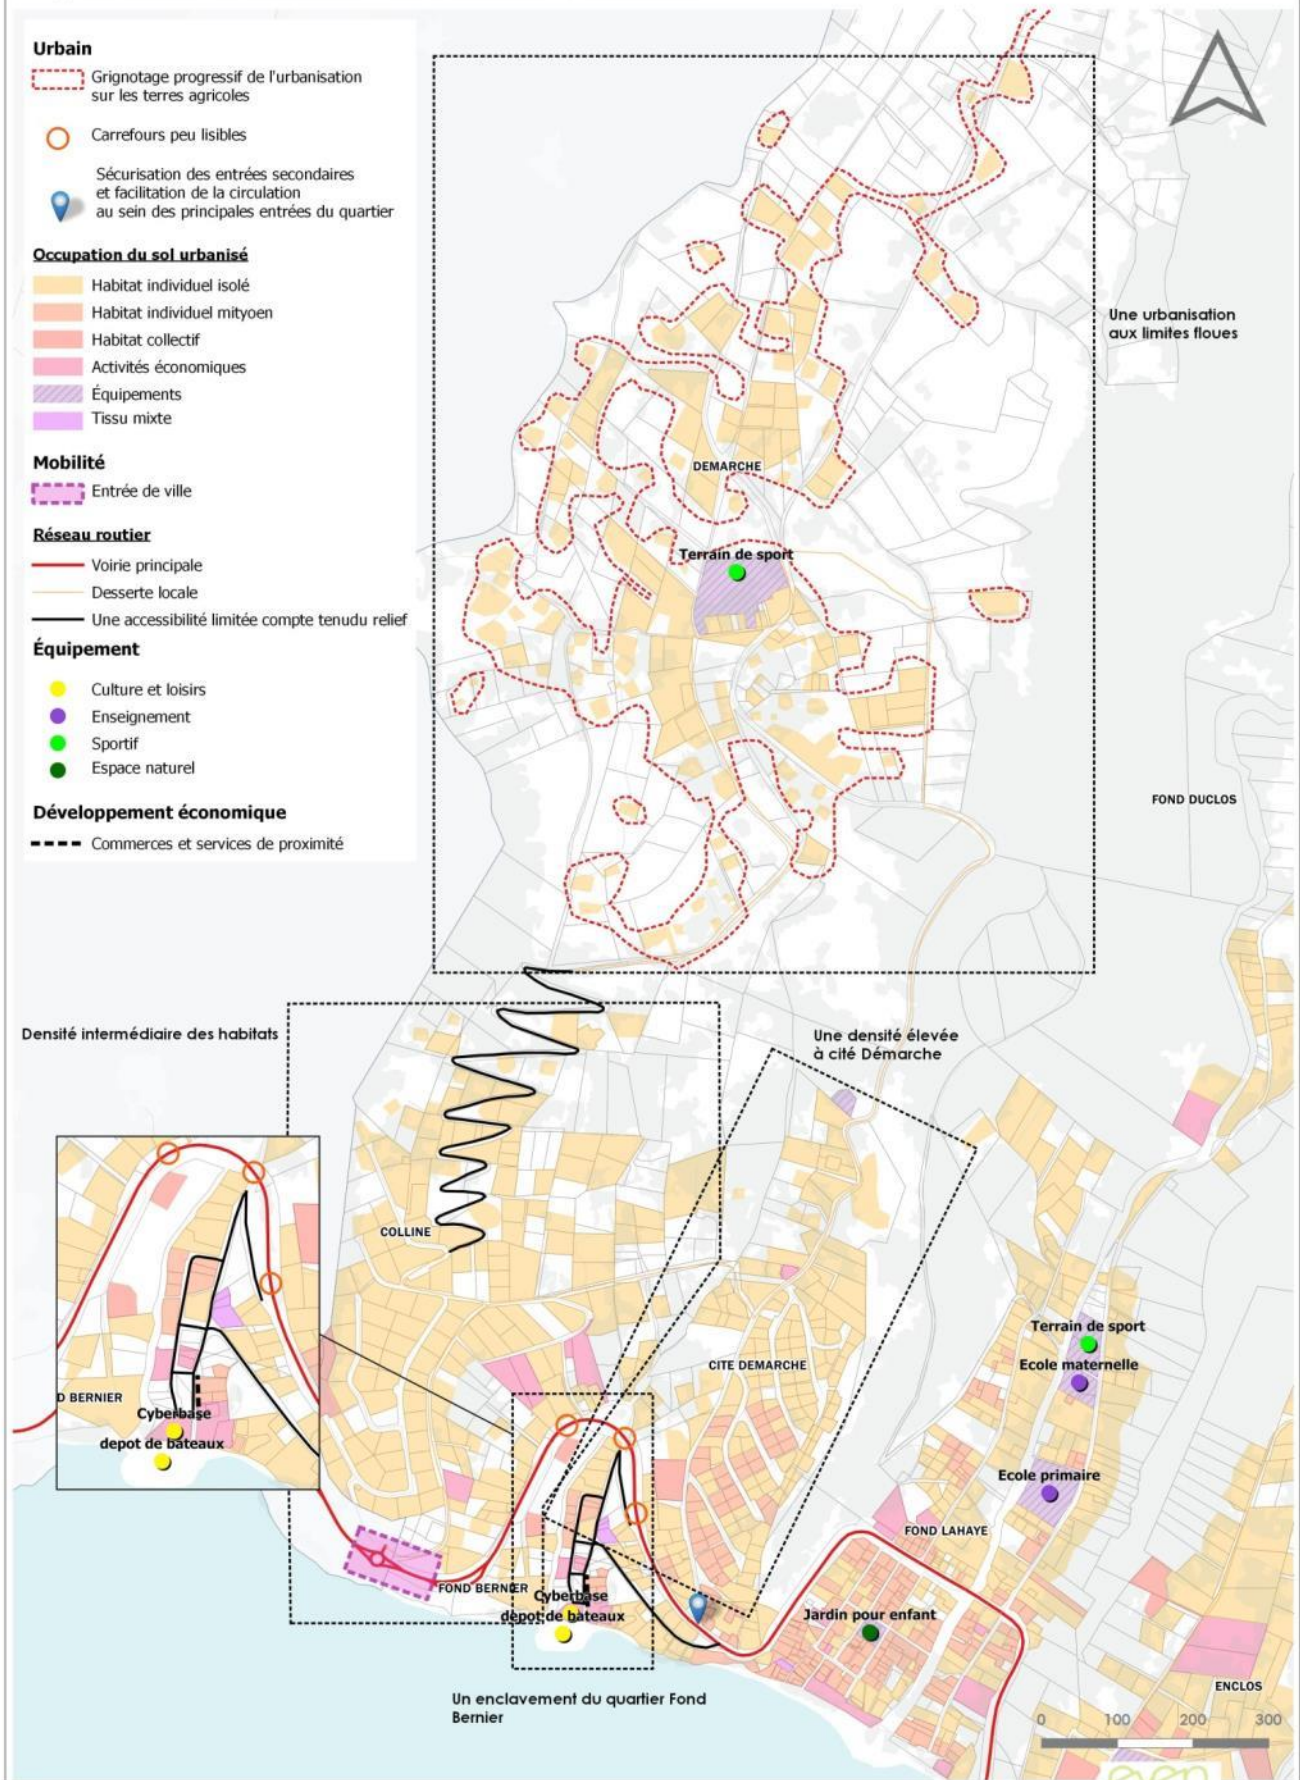 Urbain
Grignotage progressif de l'urbanisation
sur les terres agricoles
Carrefours peu lisibles
Sécurisation des entrées secondaires
et facilitation de la circulation
au sein des principales entrées du quartier
Occupation du sol urbanisé
Habitat individuel isolé
Habitat individuel mityoen
Habitat collectif
Activités économiques
Équipements
Tissu mixte
Mobilité
Entrée de ville
Réseau routier
Voirie principale
Desserte locale
Une accessibilité limitée compte tenudu relief
Équipement
Culture et loisirs
Enseignement
Sportif
Espace naturel
Développement économique
Commerces et services de proximité
Une urbanisation
aux limites floues
DEMARCHE
Terrain de sport
FOND DUCLOS
Densité intermédiaire des habitats
Une densité élevée
à cité Démarche
COLLINE
D BERNIER
Cyberbase
depot de bateaux
CITE DEMARCHE
Terrain de sport
Ecole maternelle
Ecole primaire
FOND LAHAYE
FOND BERNIER
Cyberbase
depot de bateaux
Jardin pour enfant
ENCLOS
Un enclavement du quartier Fond
Bernier
0 100 200 300
even